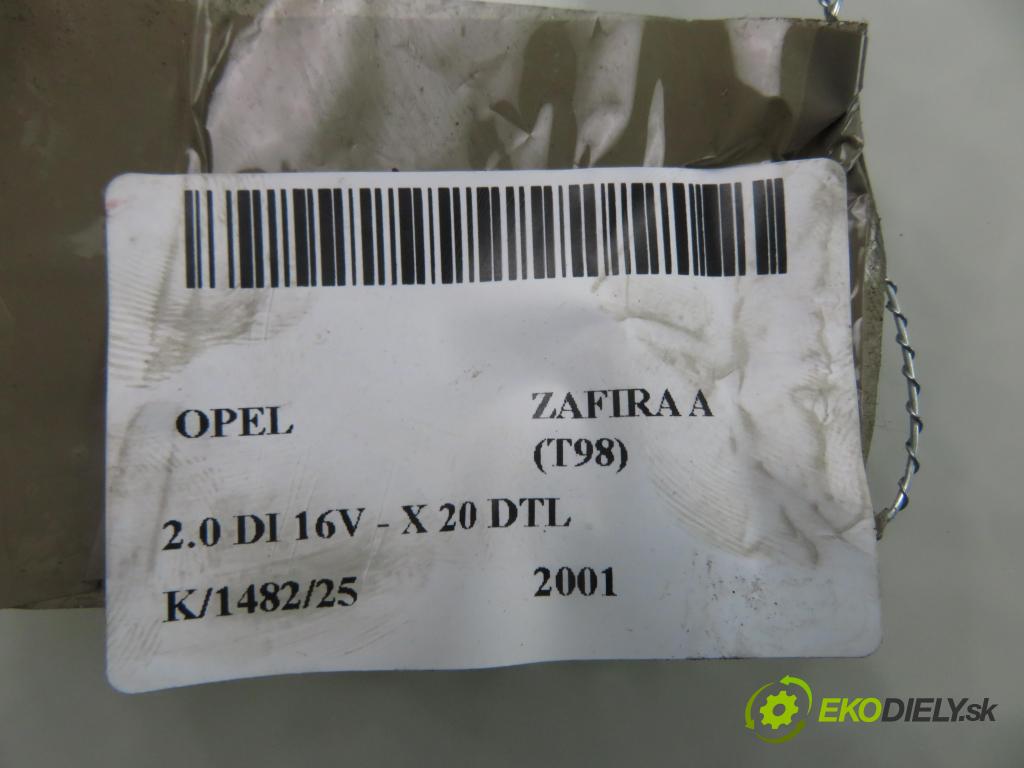 OPEL ZAFIRA A
(T98)
2.0 DI 16V - X 20 DTL
K/1482/25 2001
EKODIELY.sk